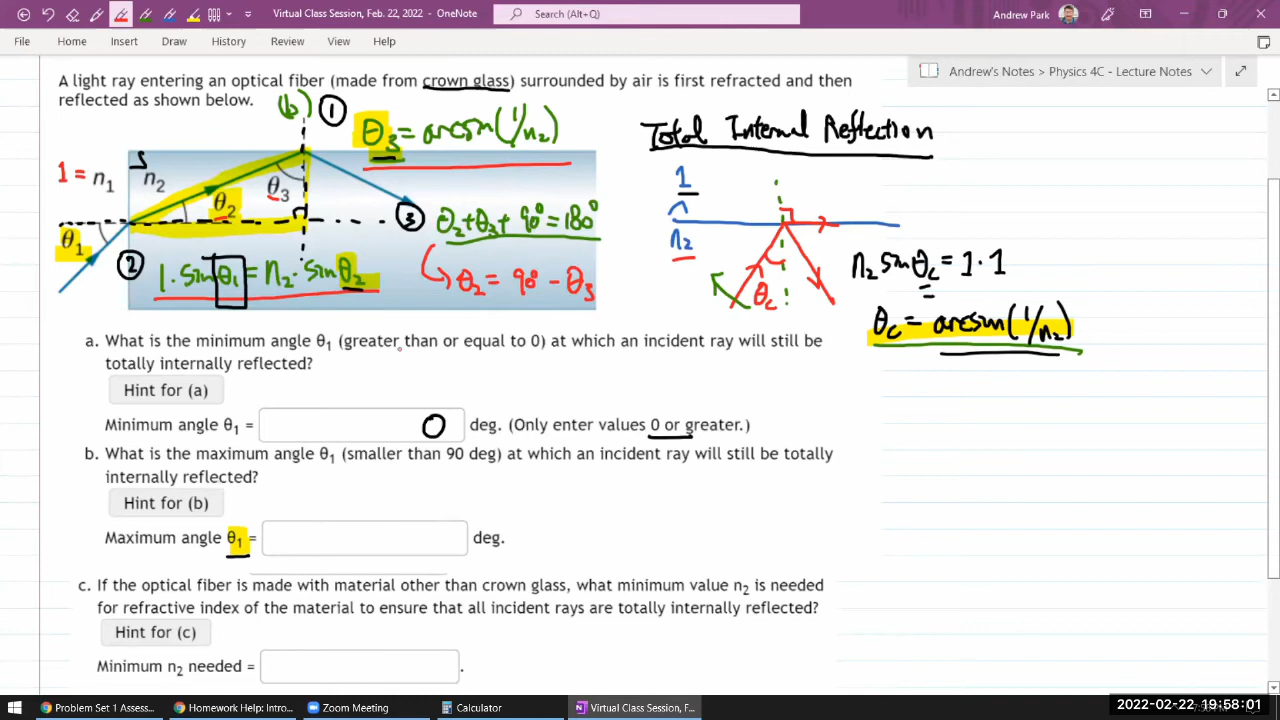 Virtual Class Session, Feb. 22, 2022 - OneNote
Search (Alt+Q)
Andrew Park
File Home Insert Draw History Review View Help
Andrew's Notes > Physics 4C - Lecture Notes
A light ray entering an optical fiber (made from crown glass) surrounded by air is first refracted and then
reflected as shown below.
(b) ① θ3 = arcsin(1/n2)
1 = n1 n2
θ3
θ2
θ1
③ θ2+θ3+90°=180°
θ2 = 90° - θ3
② 1·sinθ1 = n2·sinθ2
Total Internal Reflection
1
n2
θc
n2 sinθc = 1·1
θc = arcsin(1/n2)
a. What is the minimum angle θ1 (greater than or equal to 0) at which an incident ray will still be
totally internally reflected?
Hint for (a)
Minimum angle θ1 = 0 deg. (Only enter values 0 or greater.)
b. What is the maximum angle θ1 (smaller than 90 deg) at which an incident ray will still be totally
internally reflected?
Hint for (b)
Maximum angle θ1 = deg.
c. If the optical fiber is made with material other than crown glass, what minimum value n2 is needed
for refractive index of the material to ensure that all incident rays are totally internally reflected?
Hint for (c)
Minimum n2 needed = .
Problem Set 1 Assess... Homework Help: Intro... Zoom Meeting Calculator Virtual Class Session,...
2022-02-22 19:58:01